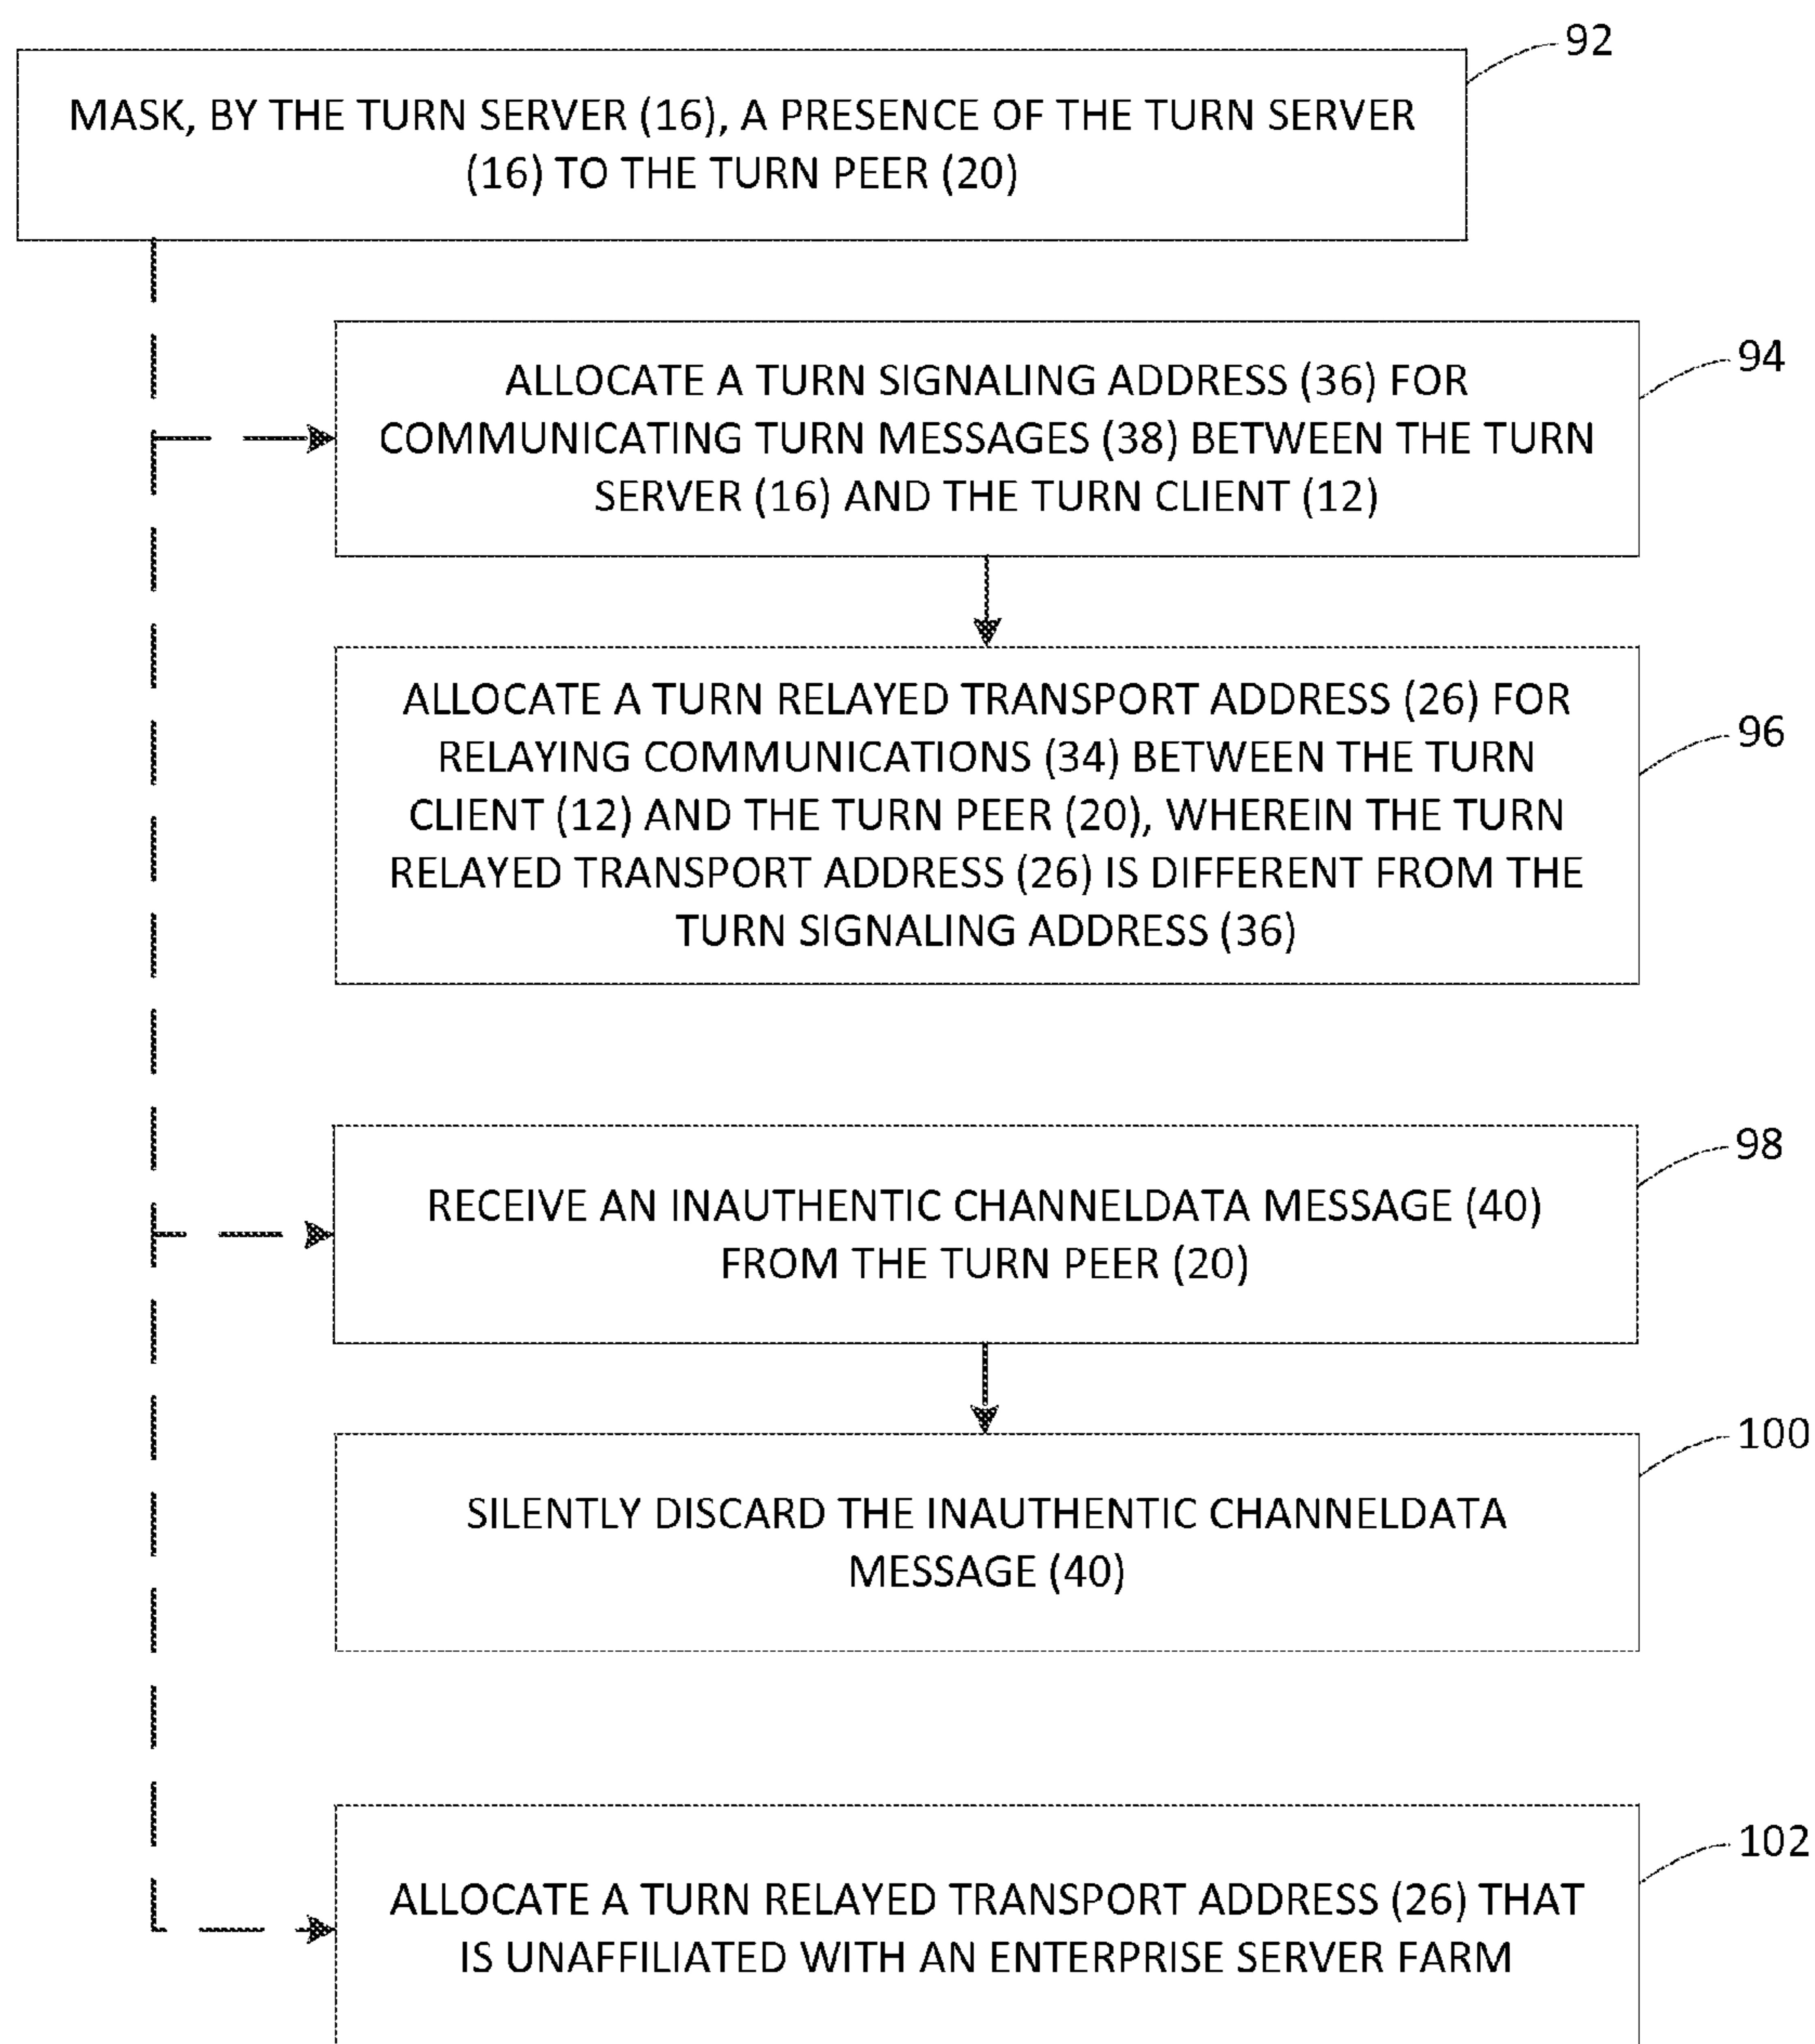 92
MASK, BY THE TURN SERVER (16), A PRESENCE OF THE TURN SERVER
(16) TO THE TURN PEER (20)
94
ALLOCATE A TURN SIGNALING ADDRESS (36) FOR
COMMUNICATING TURN MESSAGES (38) BETWEEN THE TURN
SERVER (16) AND THE TURN CLIENT (12)
96
ALLOCATE A TURN RELAYED TRANSPORT ADDRESS (26) FOR
RELAYING COMMUNICATIONS (34) BETWEEN THE TURN
CLIENT (12) AND THE TURN PEER (20), WHEREIN THE TURN
RELAYED TRANSPORT ADDRESS (26) IS DIFFERENT FROM THE
TURN SIGNALING ADDRESS (36)
98
RECEIVE AN INAUTHENTIC CHANNELDATA MESSAGE (40)
FROM THE TURN PEER (20)
100
SILENTLY DISCARD THE INAUTHENTIC CHANNELDATA
MESSAGE (40)
102
ALLOCATE A TURN RELAYED TRANSPORT ADDRESS (26) THAT
IS UNAFFILIATED WITH AN ENTERPRISE SERVER FARM